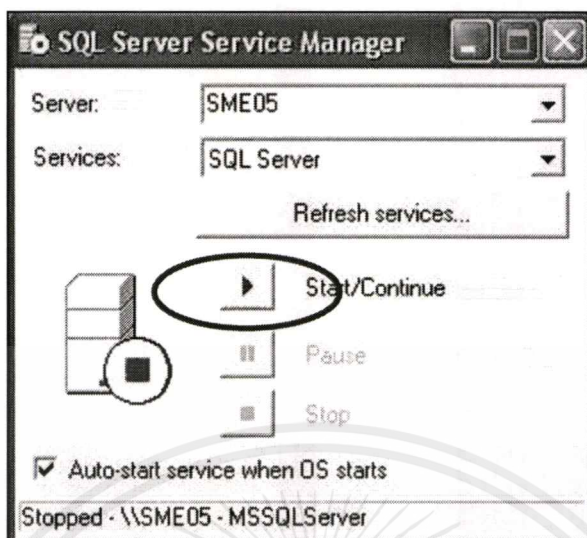 SQL Server Service Manager
Server: SME05
Services: SQL Server
Refresh services...
Start/Continue
Pause
Stop
Auto-start service when OS starts
Stopped - \\SME05 - MSSQLServer